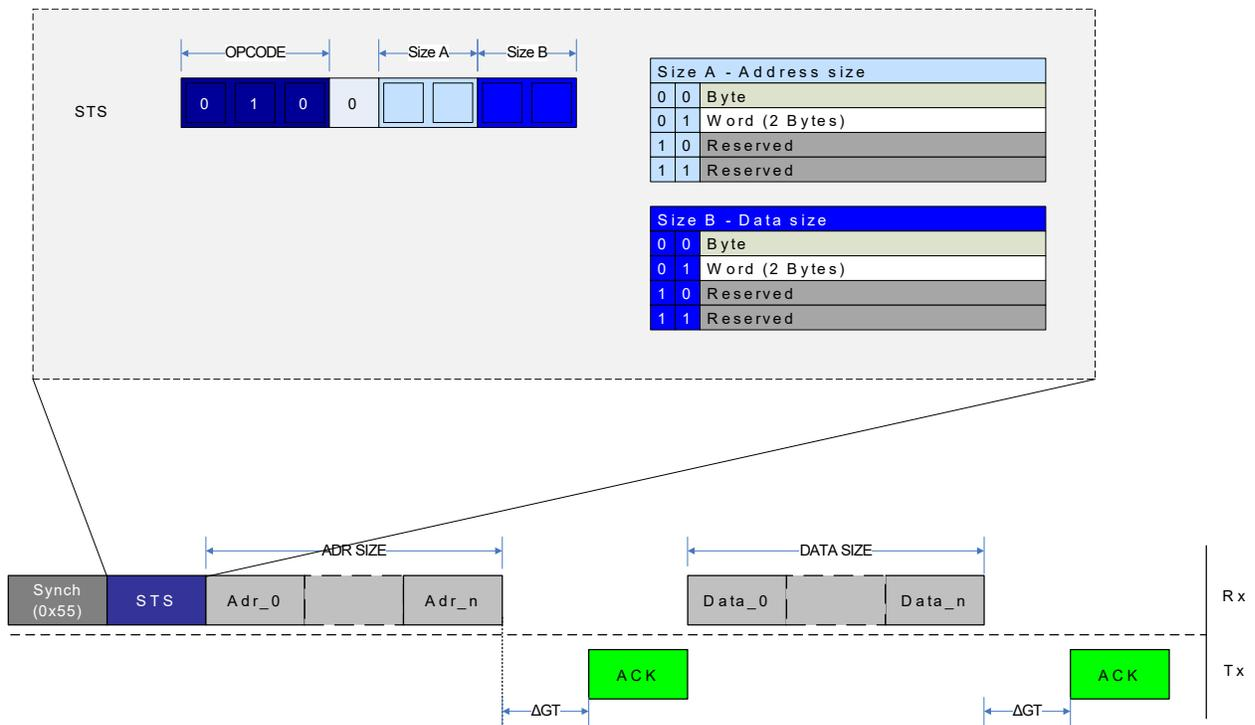 OPCODE Size A Size B
STS 0 1 0 0
Size A - Address size
0 0 Byte
0 1 Word (2 Bytes)
1 0 Reserved
1 1 Reserved
Size B - Data size
0 0 Byte
0 1 Word (2 Bytes)
1 0 Reserved
1 1 Reserved
ADR SIZE DATA SIZE
Synch
(0x55)
STS Adr_0 Adr_n Data_0 Data_n Rx
ACK ACK Tx
ΔGT ΔGT